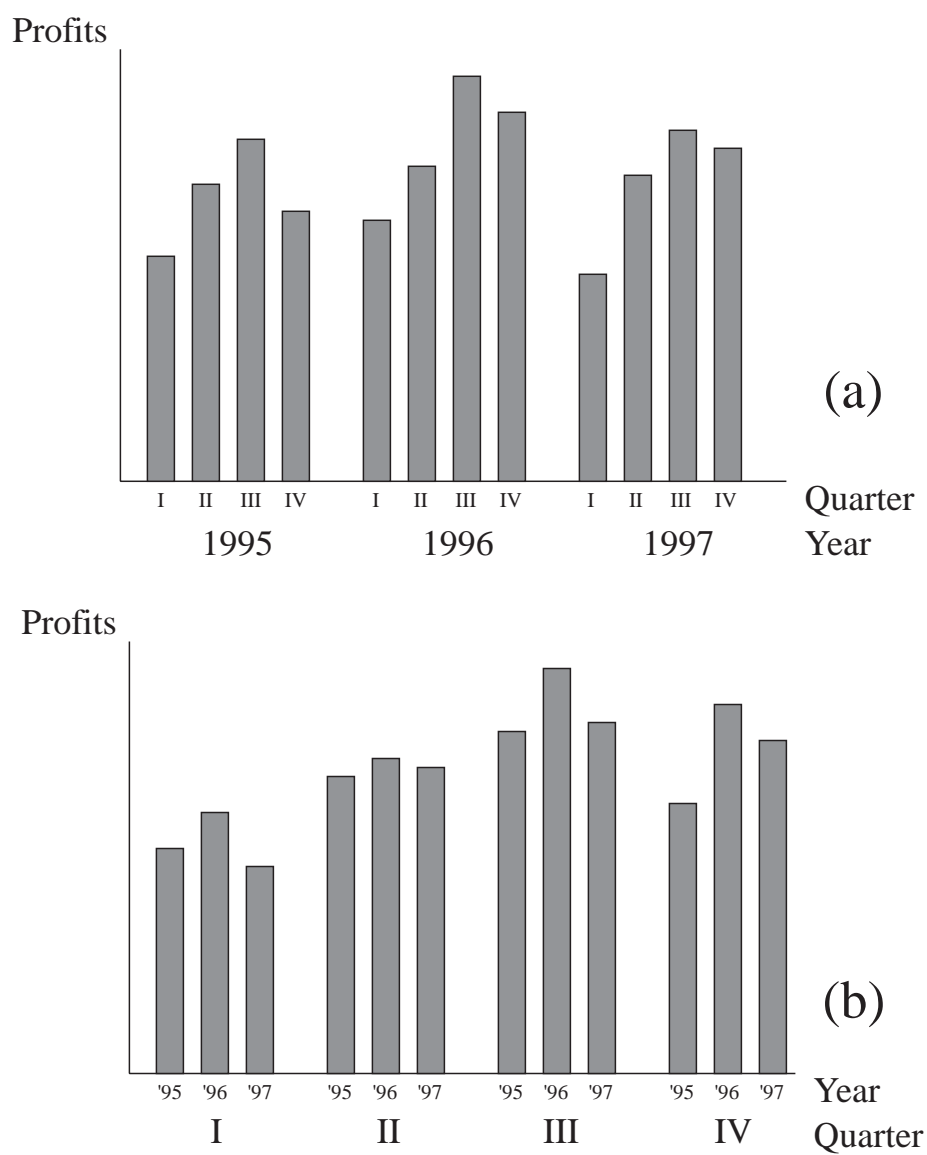 Profits
(a)
I II III IV I II III IV I II III IV Quarter
1995 1996 1997 Year
Profits
(b)
'95 '96 '97 '95 '96 '97 '95 '96 '97 '95 '96 '97 Year
I II III IV Quarter